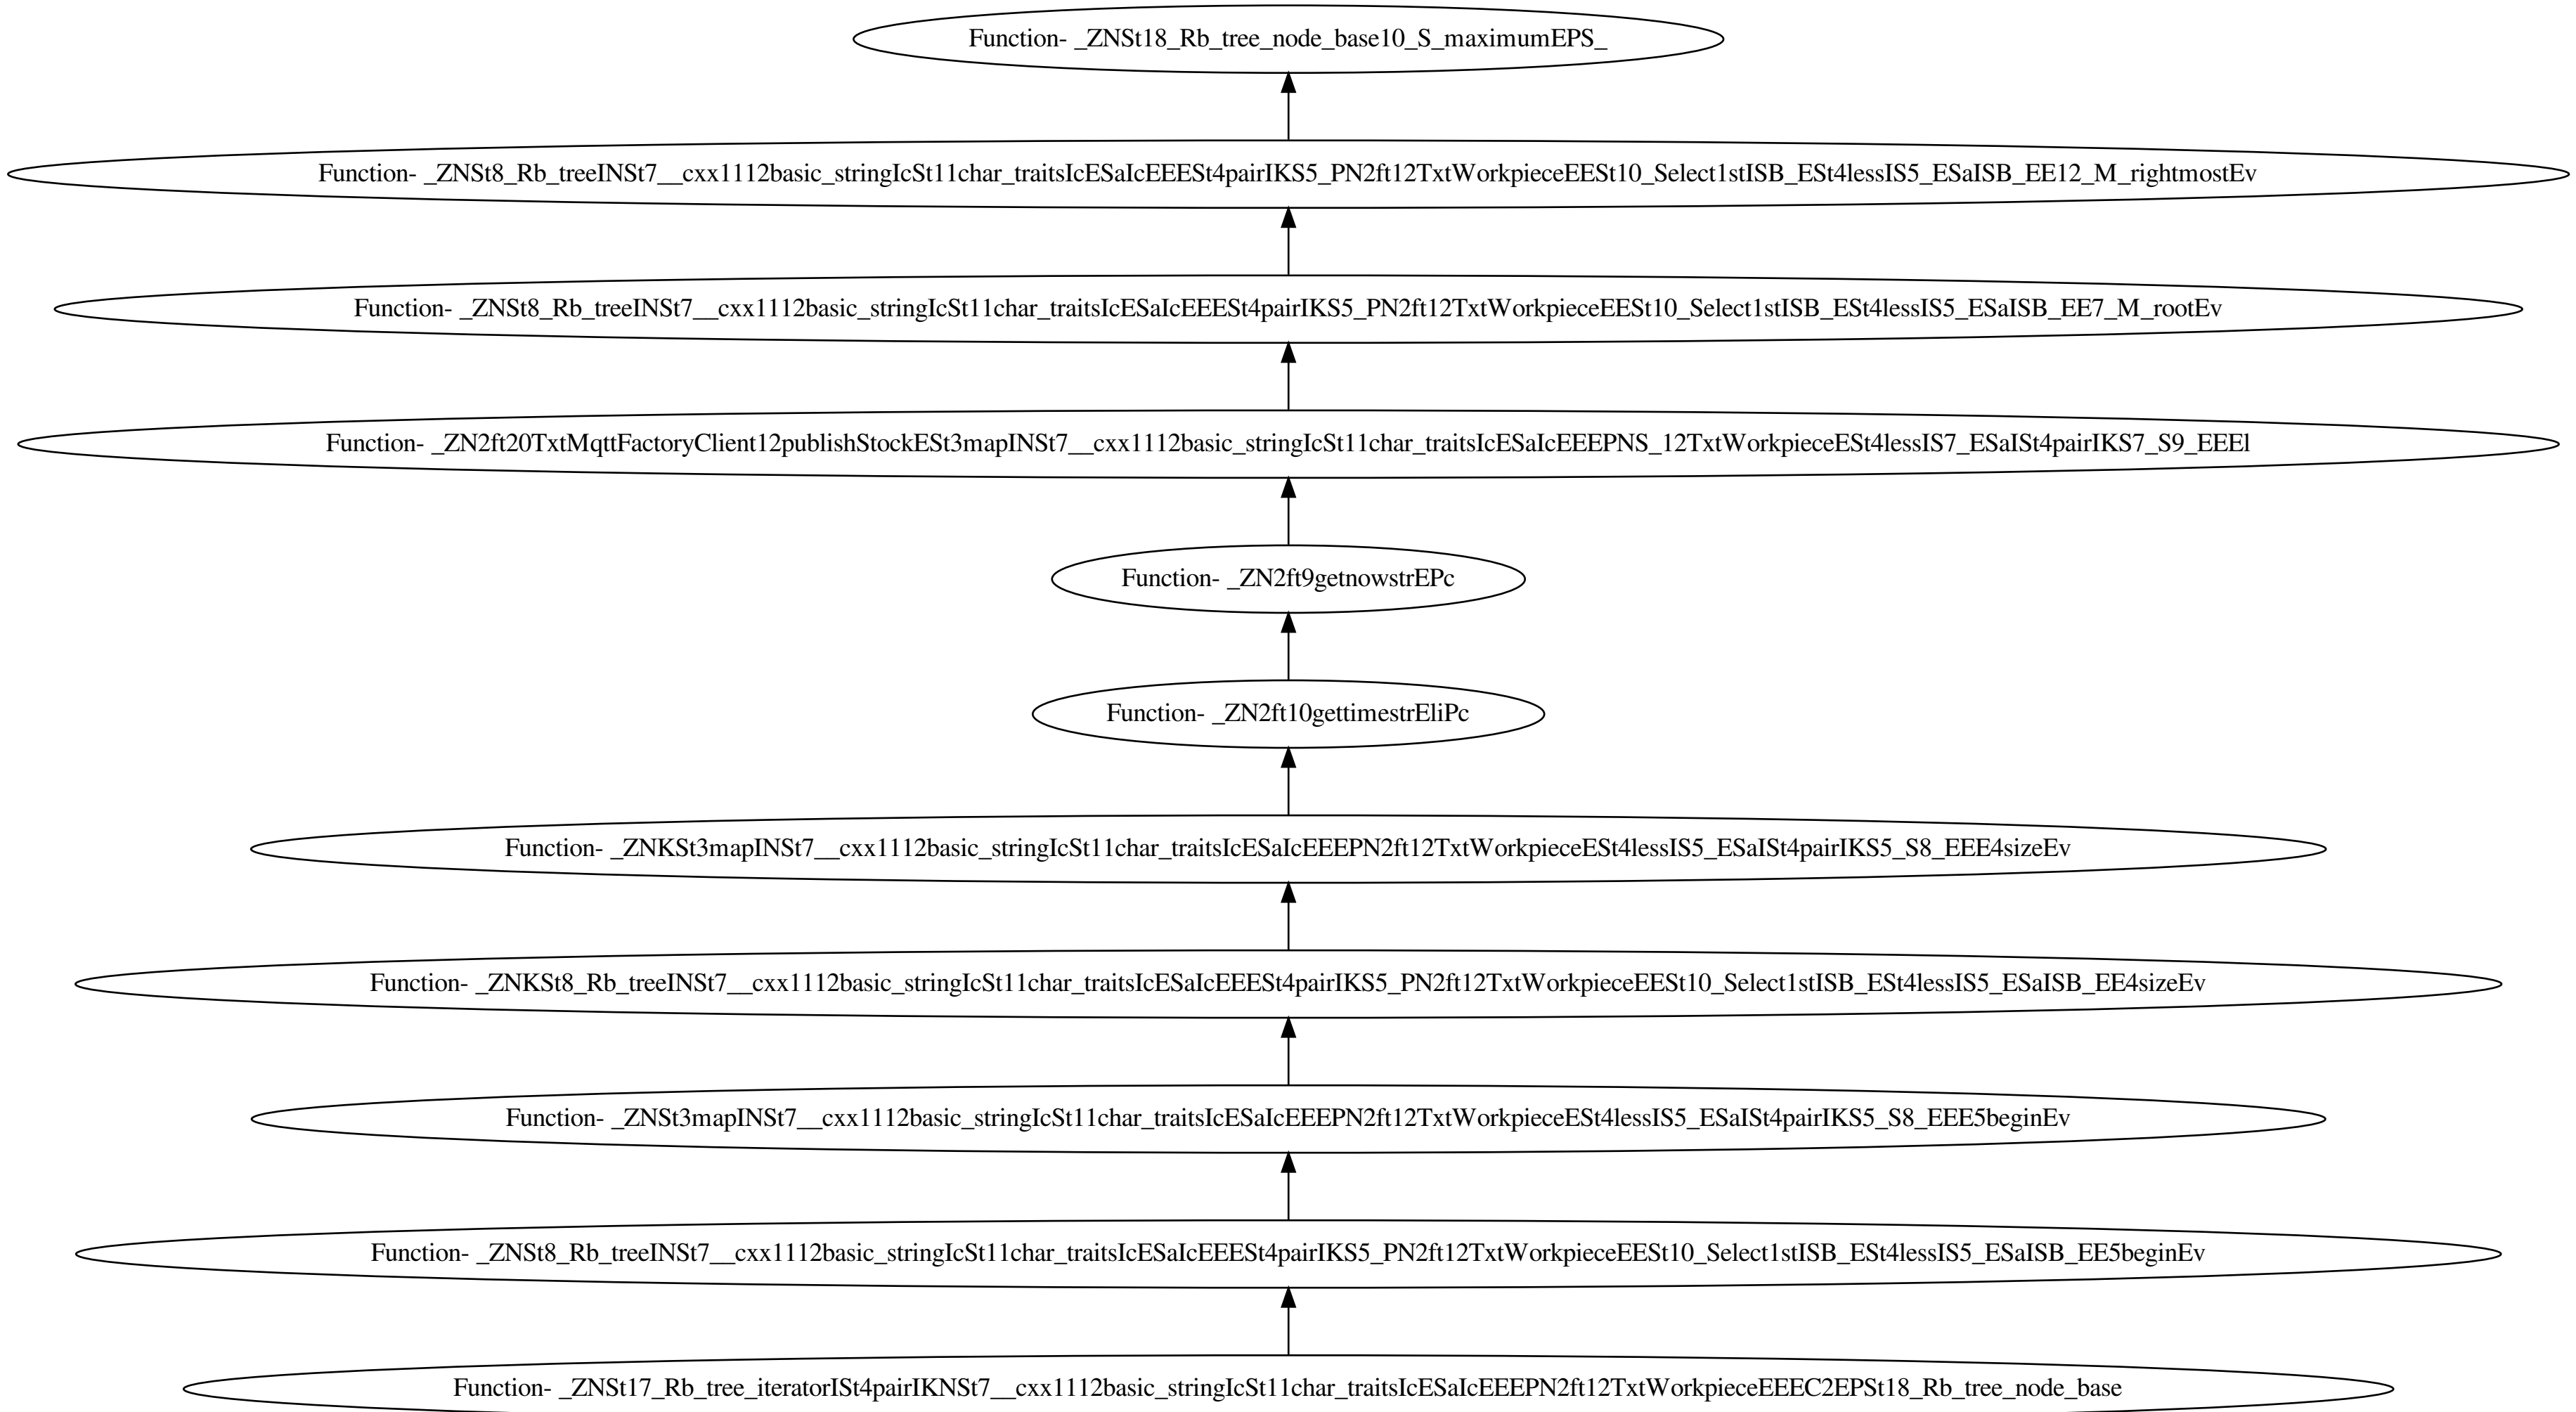 Function- _ZNSt18_Rb_tree_node_base10_S_maximumEPS_
Function- _ZNSt8_Rb_treeINSt7__cxx1112basic_stringIcSt11char_traitsIcESaIcEEESt4pairIKS5_PN2ft12TxtWorkpieceEESt10_Select1stISB_ESt4lessIS5_ESaISB_EE12_M_rightmostEv
Function- _ZNSt8_Rb_treeINSt7__cxx1112basic_stringIcSt11char_traitsIcESaIcEEESt4pairIKS5_PN2ft12TxtWorkpieceEESt10_Select1stISB_ESt4lessIS5_ESaISB_EE7_M_rootEv
Function- _ZN2ft20TxtMqttFactoryClient12publishStockESt3mapINSt7__cxx1112basic_stringIcSt11char_traitsIcESaIcEEEPNS_12TxtWorkpieceESt4lessIS7_ESaISt4pairIKS7_S9_EEEl
Function- _ZN2ft9getnowstrEPc
Function- _ZN2ft10gettimestrEliPc
Function- _ZNKSt3mapINSt7__cxx1112basic_stringIcSt11char_traitsIcESaIcEEEPN2ft12TxtWorkpieceESt4lessIS5_ESaISt4pairIKS5_S8_EEE4sizeEv
Function- _ZNKSt8_Rb_treeINSt7__cxx1112basic_stringIcSt11char_traitsIcESaIcEEESt4pairIKS5_PN2ft12TxtWorkpieceEESt10_Select1stISB_ESt4lessIS5_ESaISB_EE4sizeEv
Function- _ZNSt3mapINSt7__cxx1112basic_stringIcSt11char_traitsIcESaIcEEEPN2ft12TxtWorkpieceESt4lessIS5_ESaISt4pairIKS5_S8_EEE5beginEv
Function- _ZNSt8_Rb_treeINSt7__cxx1112basic_stringIcSt11char_traitsIcESaIcEEESt4pairIKS5_PN2ft12TxtWorkpieceEESt10_Select1stISB_ESt4lessIS5_ESaISB_EE5beginEv
Function- _ZNSt17_Rb_tree_iteratorISt4pairIKNSt7__cxx1112basic_stringIcSt11char_traitsIcESaIcEEEPN2ft12TxtWorkpieceEEEC2EPSt18_Rb_tree_node_base